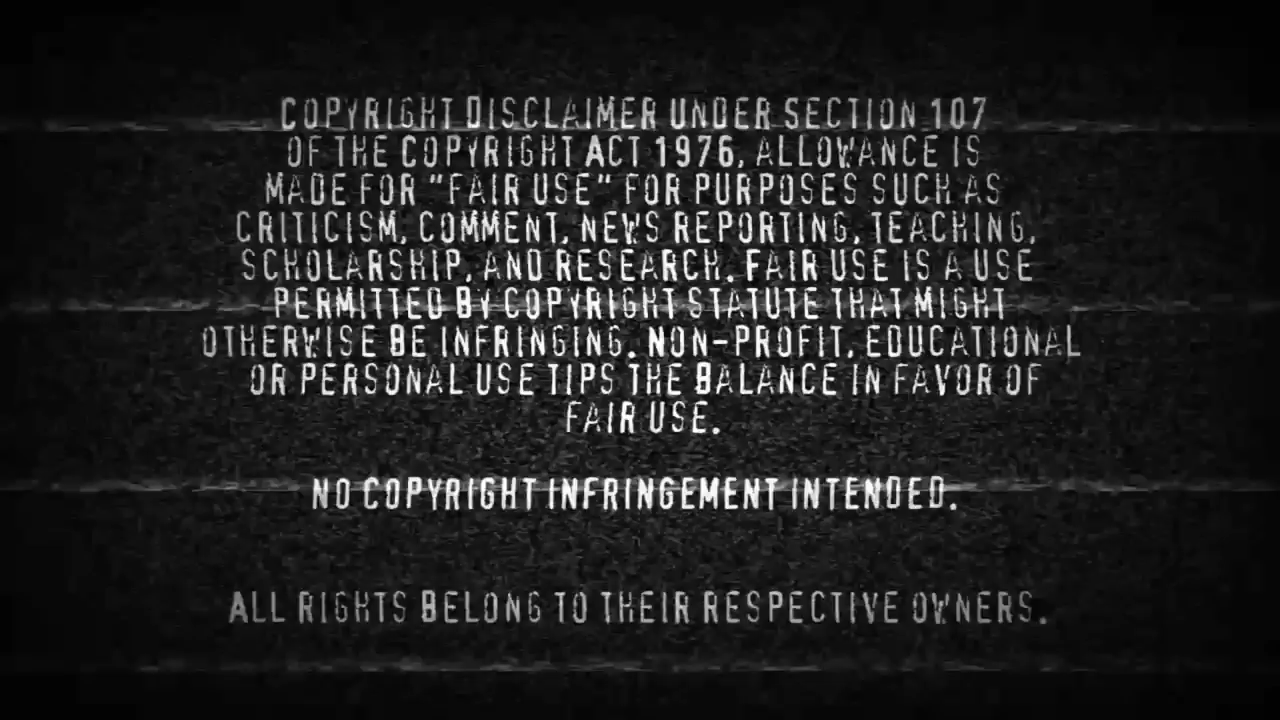 COPYRIGHT DISCLAIMER UNDER SECTION 107
OF THE COPYRIGHT ACT 1976, ALLOWANCE IS
MADE FOR "FAIR USE" FOR PURPOSES SUCH AS
CRITICISM, COMMENT, NEWS REPORTING, TEACHING,
SCHOLARSHIP, AND RESEARCH. FAIR USE IS A USE
PERMITTED BY COPYRIGHT STATUTE THAT MIGHT
OTHERWISE BE INFRINGING. NON-PROFIT, EDUCATIONAL
OR PERSONAL USE TIPS THE BALANCE IN FAVOR OF
FAIR USE.
NO COPYRIGHT INFRINGEMENT INTENDED.
ALL RIGHTS BELONG TO THEIR RESPECTIVE OWNERS.